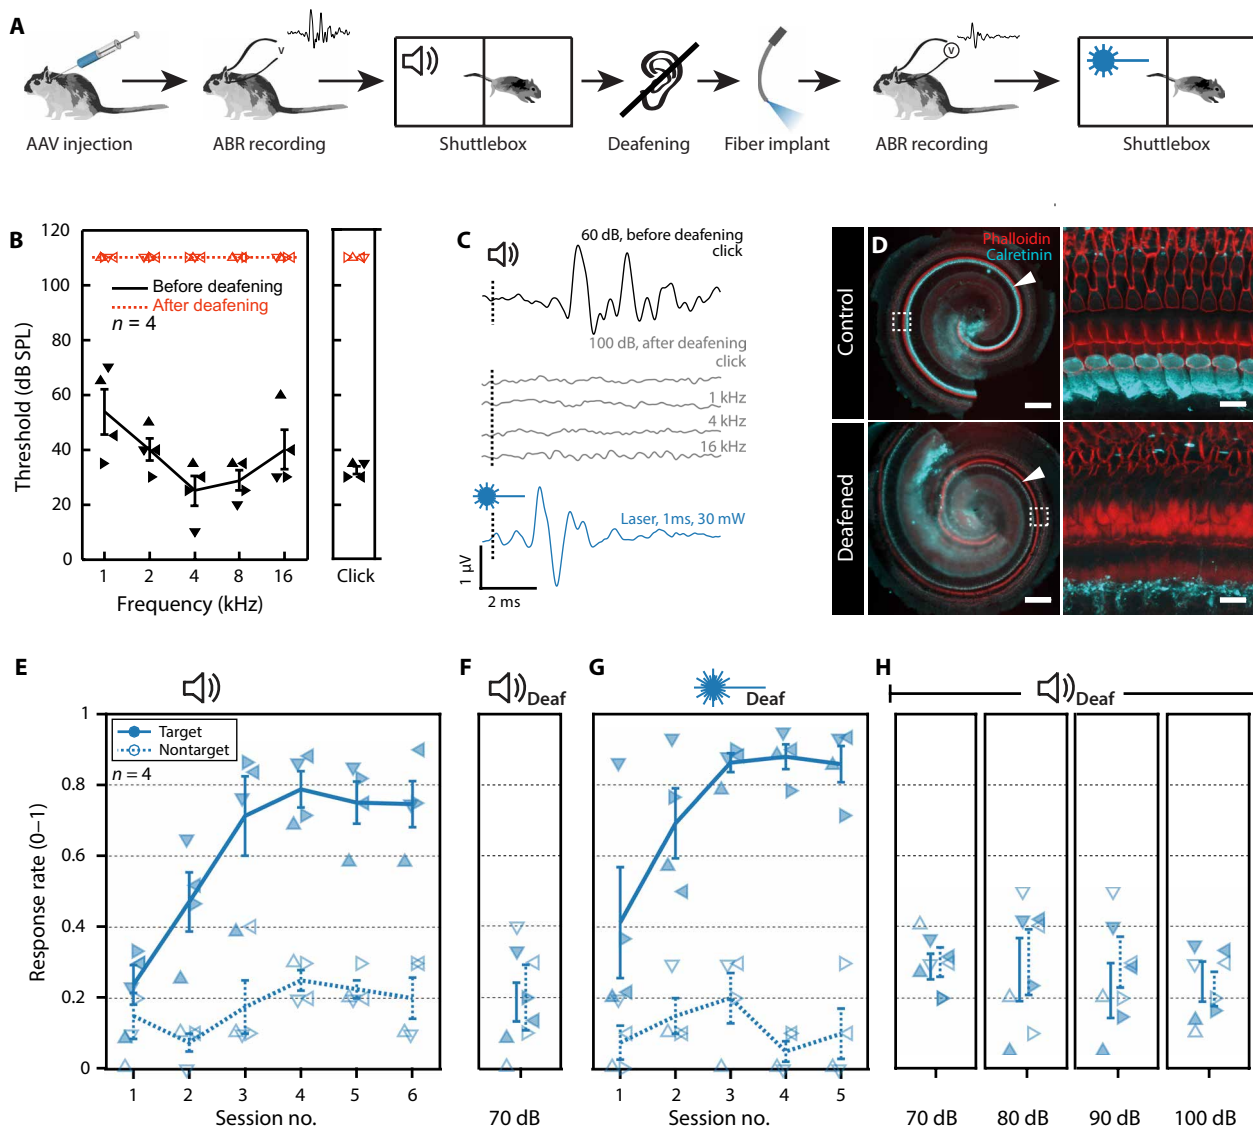 A
V
V
AAV injection
ABR recording
Shuttlebox
Deafening
Fiber implant
ABR recording
Shuttlebox
B
120
100
80
60
40
20
0
Threshold (dB SPL)
Before deafening
After deafening
n = 4
1
2
4
8
16
Click
Frequency (kHz)
C
60 dB, before deafening
click
100 dB, after deafening
click
1 kHz
4 kHz
16 kHz
Laser, 1ms, 30 mW
1 µV
2 ms
D
Phalloidin
Calretinin
Control
Deafened
E
Target
Nontarget
n = 4
1
0.8
0.6
0.4
0.2
0
Response rate (0–1)
1
2
3
4
5
6
Session no.
F
Deaf
70 dB
G
Deaf
1
2
3
4
5
Session no.
H
Deaf
70 dB
80 dB
90 dB
100 dB